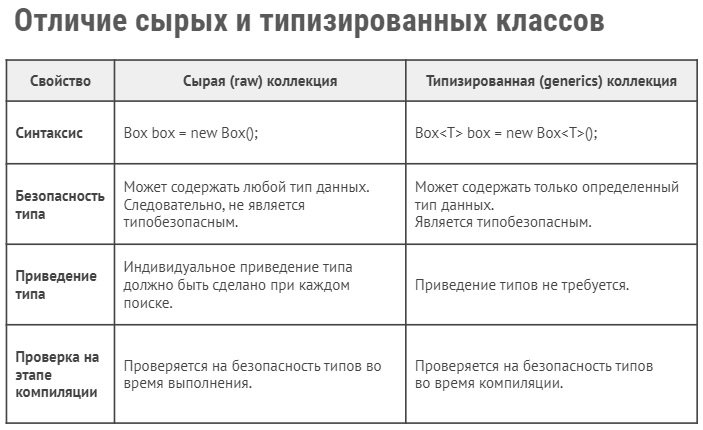 Отличие сырых и типизированных классов
Свойство
Сырая (raw) коллекция
Типизированная (generics) коллекция
Синтаксис
Box box = new Box();
Box<T> box = new Box<T>();
Безопасность
типа
Может содержать любой тип данных.
Следовательно, не является
типобезопасным.
Может содержать только определенный
тип данных.
Является типобезопасным.
Приведение
типа
Индивидуальное приведение типа
должно быть сделано при каждом
поиске.
Приведение типов не требуется.
Проверка на
этапе
компиляции
Проверяется на безопасность типов во
время выполнения.
Проверяется на безопасность типов
во время компиляции.